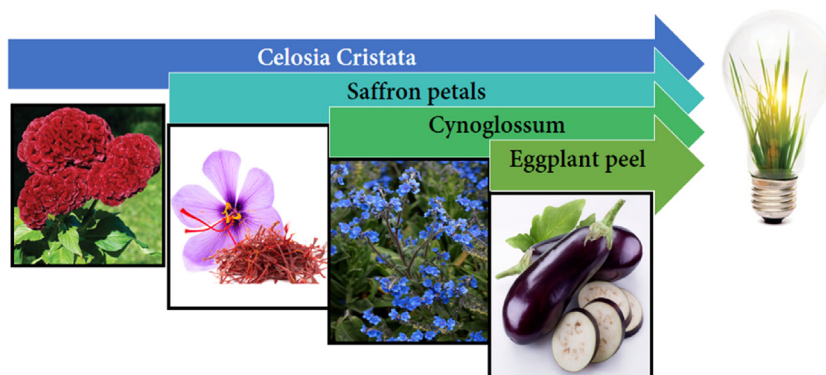 Celosia Cristata
Saffron petals
Cynoglossum
Eggplant peel